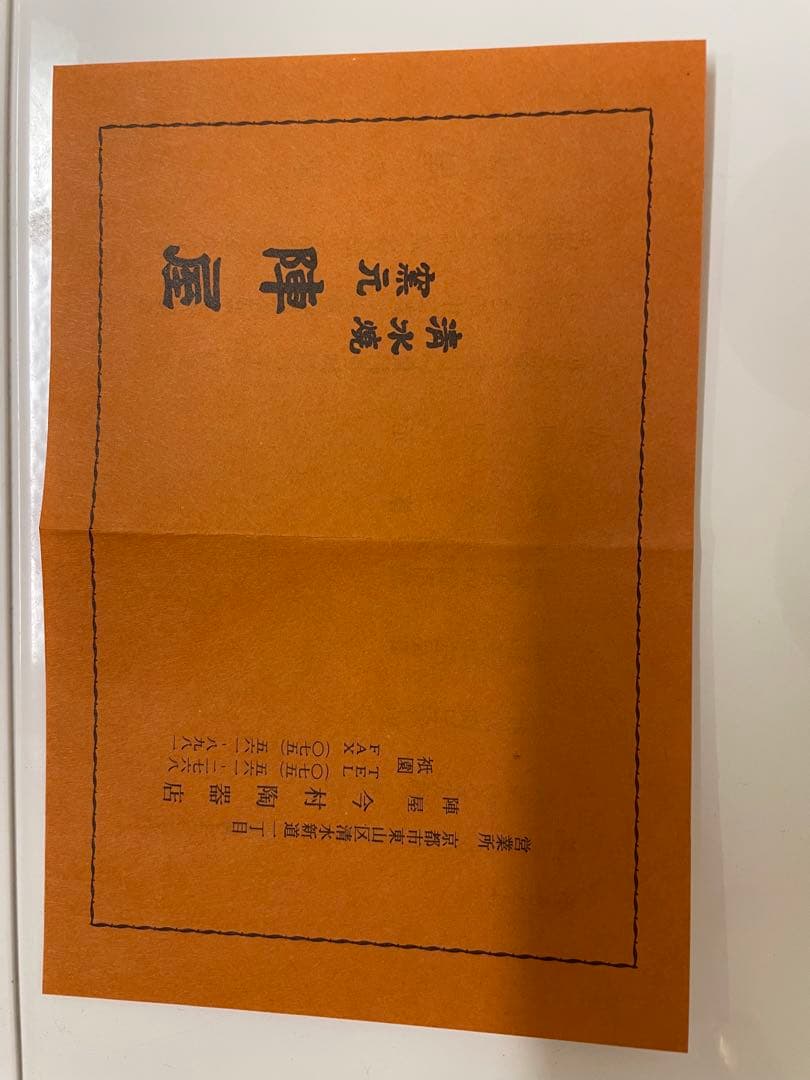 清水焼
窯元 陣屋
営業所 京都市東山区清水新道一丁目
陣屋 今村陶器店
祇園 TEL (〇七五) 五六一・二七六八
FAX (〇七五) 五六一・八九八一